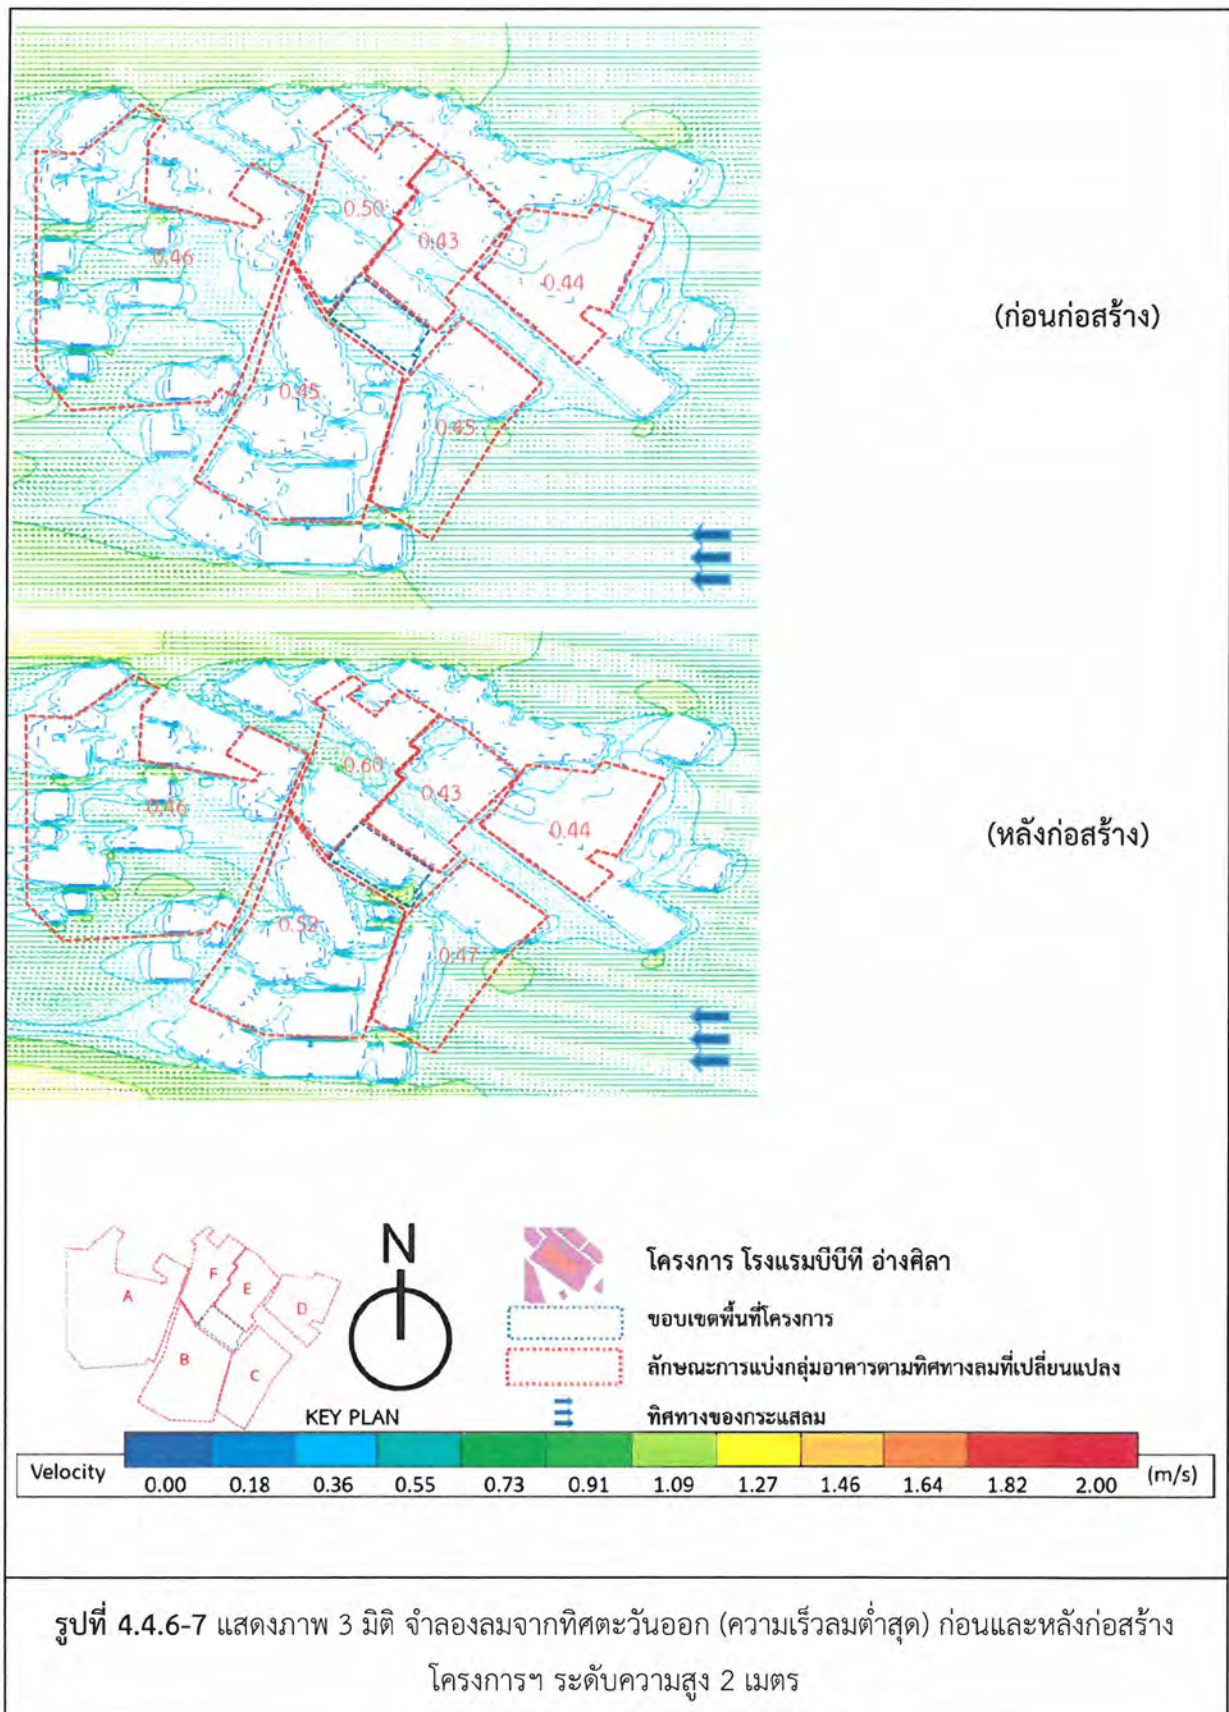 0.50
0.43
0.46
0.44
0.45
0.45
(ก่อนก่อสร้าง)
0.60
0.43
0.46
0.44
0.52
0.47
(หลังก่อสร้าง)
A
F
E
D
B
C
KEY PLAN
N
โครงการ โรงแรมบีบีที อ่างศิลา
ขอบเขตพื้นที่โครงการ
ลักษณะการแบ่งกลุ่มอาคารตามทิศทางลมที่เปลี่ยนแปลง
ทิศทางของกระแสลม
Velocity 0.00 0.18 0.36 0.55 0.73 0.91 1.09 1.27 1.46 1.64 1.82 2.00 (m/s)
รูปที่ 4.4.6-7 แสดงภาพ 3 มิติ จำลองลมจากทิศตะวันออก (ความเร็วลมต่ำสุด) ก่อนและหลังก่อสร้าง
โครงการฯ ระดับความสูง 2 เมตร